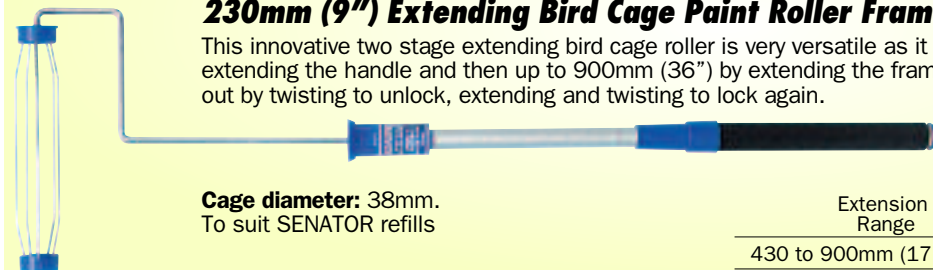 230mm (9") Extending Bird Cage Paint Roller Fram
This innovative two stage extending bird cage roller is very versatile as it
extending the handle and then up to 900mm (36”) by extending the fram
out by twisting to unlock, extending and twisting to lock again.
Cage diameter: 38mm.
To suit SENATOR refills
Extension
Range
430 to 900mm (17